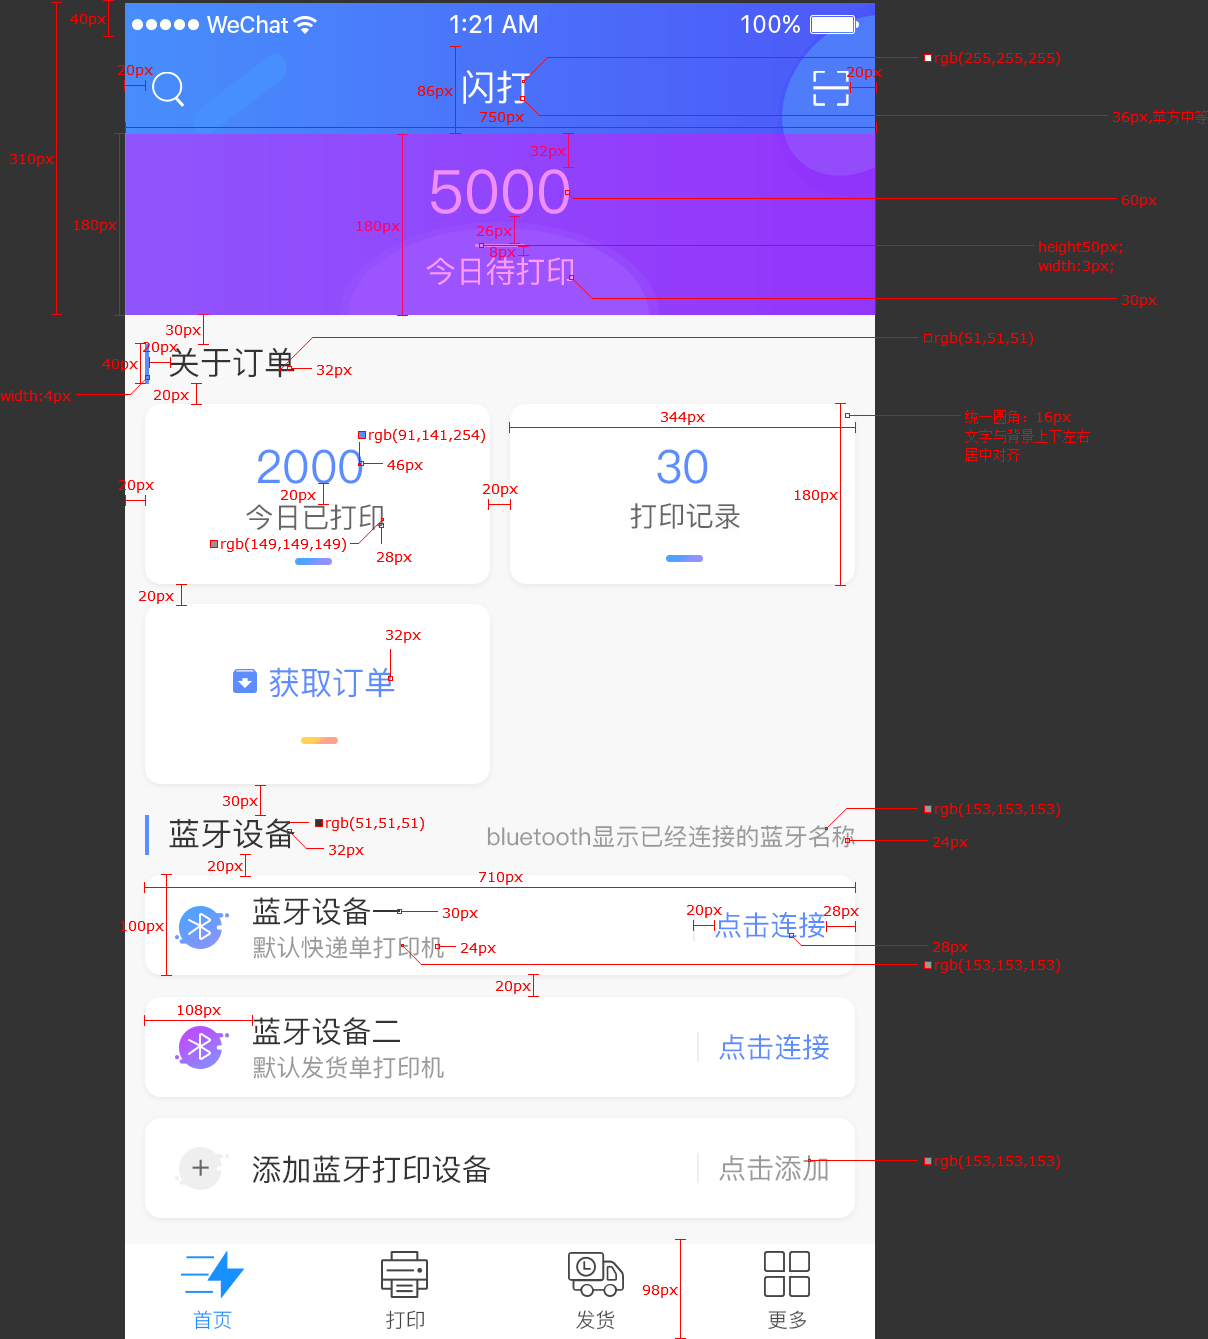 40px
WeChat
1:21 AM
100%
rgb(255,255,255)
20px
86px
闪打
20px
750px
36px,苹方中等
310px
32px
5000
60px
180px
180px
26px
8px
height50px;
width:3px;
今日待打印
30px
30px
rgb(51,51,51)
20px
40px
关于订单
32px
width:4px
20px
344px
统一圆角：16px
文字与背景上下左右
居中对齐
rgb(91,141,254)
2000
46px
30
20px
20px
20px
180px
今日已打印
打印记录
rgb(149,149,149)
28px
20px
32px
获取订单
30px
rgb(51,51,51)
rgb(153,153,153)
蓝牙设备
bluetooth显示已经连接的蓝牙名称
32px
24px
20px
710px
蓝牙设备一
30px
20px
28px
100px
点击连接
默认快递单打印机
24px
28px
rgb(153,153,153)
20px
108px
蓝牙设备二
点击连接
默认发货单打印机
添加蓝牙打印设备
点击添加
rgb(153,153,153)
98px
首页
打印
发货
更多